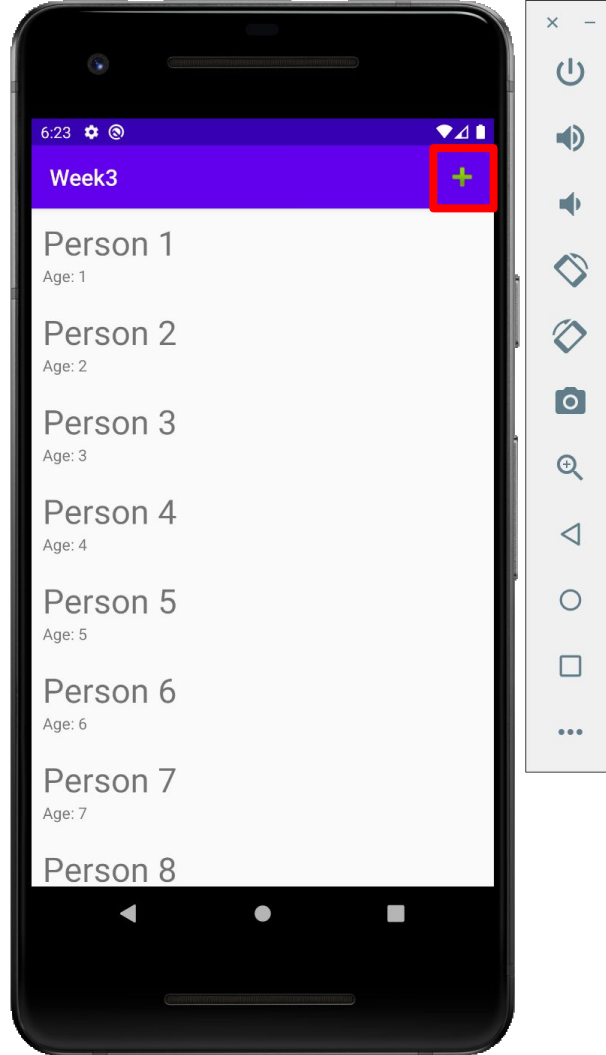 6:23
Week3
Person 1
Age: 1
Person 2
Age: 2
Person 3
Age: 3
Person 4
Age: 4
Person 5
Age: 5
Person 6
Age: 6
Person 7
Age: 7
Person 8